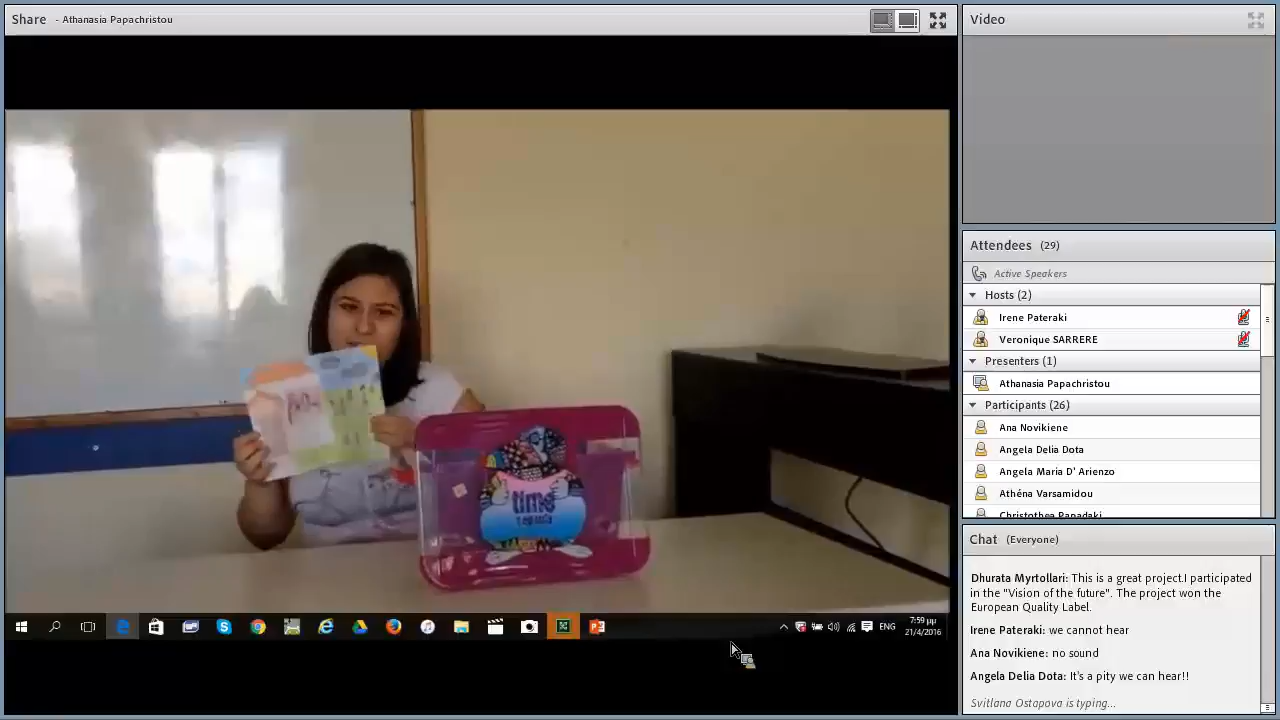 Share - Athanasia Papachristou
time
7:59 μμ
ENG
21/4/2016
Video
Attendees (29)
Active Speakers
Hosts (2)
Irene Pateraki
Veronique SARRERE
Presenters (1)
Athanasia Papachristou
Participants (26)
Ana Novikiene
Angela Delia Dota
Angela Maria D' Arienzo
Athéna Varsamidou
Christothea Papadaki
Chat (Everyone)
Dhurata Myrtollari: This is a great project.I participated
in the "Vision of the future". The project won the
European Quality Label.
Irene Pateraki: we cannot hear
Ana Novikiene: no sound
Angela Delia Dota: It's a pity we can hear!!
Svitlana Ostapova is typing...